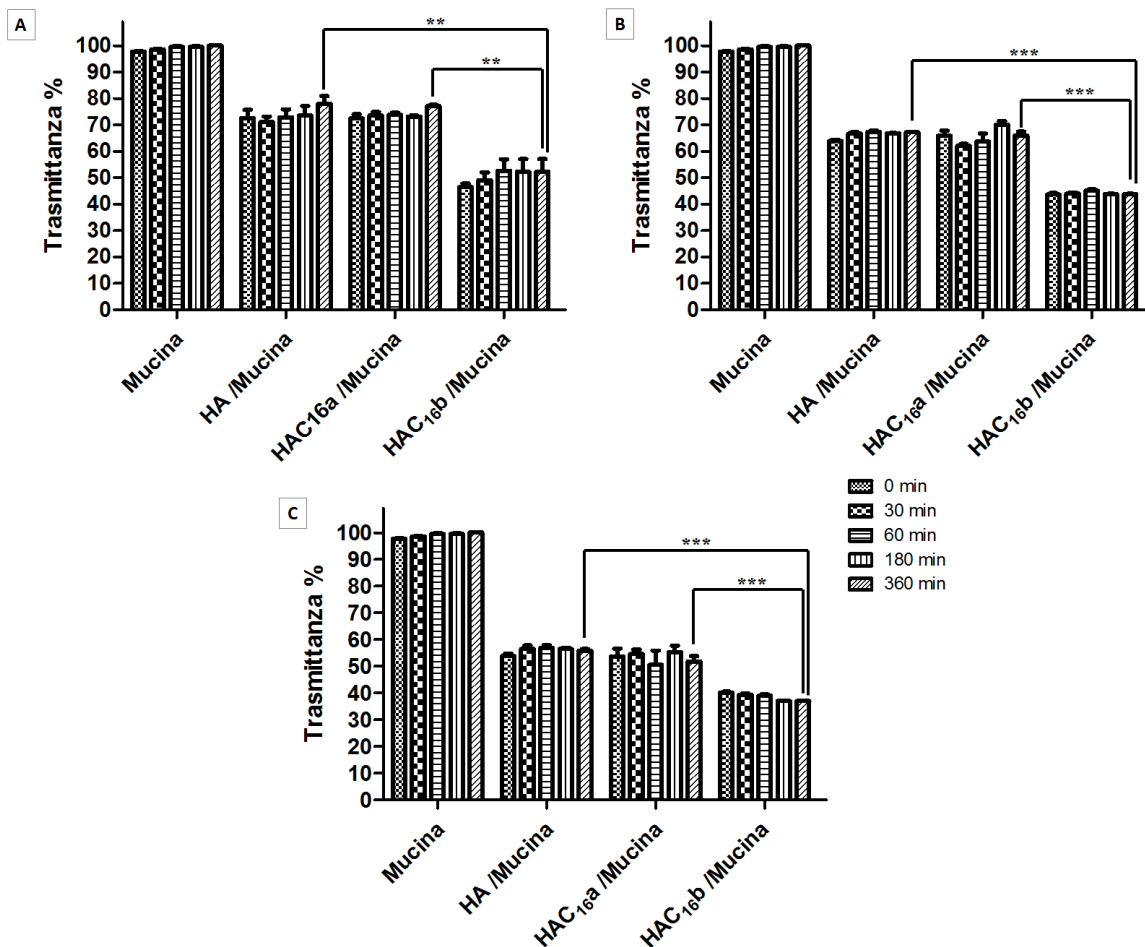 A
Trasmittanza %
100
90
80
70
60
50
40
30
20
10
0
**
**
Mucina
HA /Mucina
HAC16a /Mucina
HAC₁₆b /Mucina
B
Trasmittanza %
100
90
80
70
60
50
40
30
20
10
0
***
***
Mucina
HA /Mucina
HAC₁₆a /Mucina
HAC₁₆b /Mucina
0 min
30 min
60 min
180 min
360 min
C
Trasmittanza %
100
90
80
70
60
50
40
30
20
10
0
***
***
Mucina
HA /Mucina
HAC₁₆a /Mucina
HAC₁₆b /Mucina